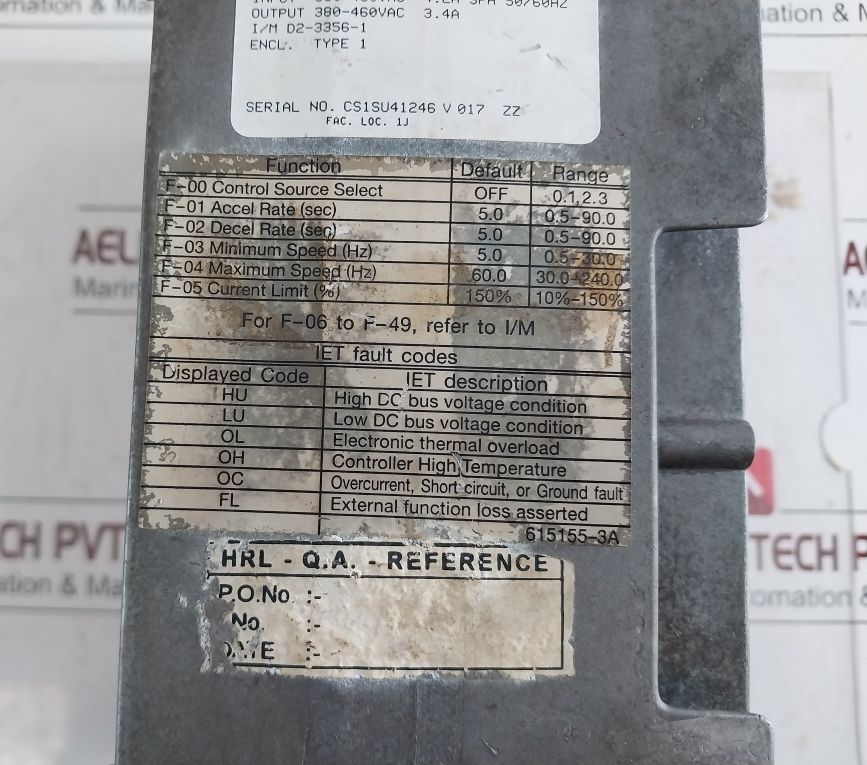 OUTPUT 380-460VAC 3.4A
I/M D2-3356-1
ENCL. TYPE 1
SERIAL NO. CS1SU41246 V 017 ZZ
FAC. LOC. 1J
Function Default Range
F-00 Control Source Select OFF 0.1,2.3
F-01 Accel Rate (sec) 5.0 0.5-90.0
F-02 Decel Rate (sec) 5.0 0.5-90.0
F-03 Minimum Speed (Hz) 5.0 0.5-30.0
F-04 Maximum Speed (Hz) 60.0 30.0-240.0
F-05 Current Limit (%) 150% 10%-150%
For F-06 to F-49, refer to I/M
IET fault codes
Displayed Code IET description
HU High DC bus voltage condition
LU Low DC bus voltage condition
OL Electronic thermal overload
OH Controller High Temperature
OC Overcurrent, Short circuit, or Ground fault
FL External function loss asserted
615155-3A
HRL - Q.A. - REFERENCE
P.O.No. :-
No. :-
DATE :-
AEL
Marin
CH PVT
TECH P